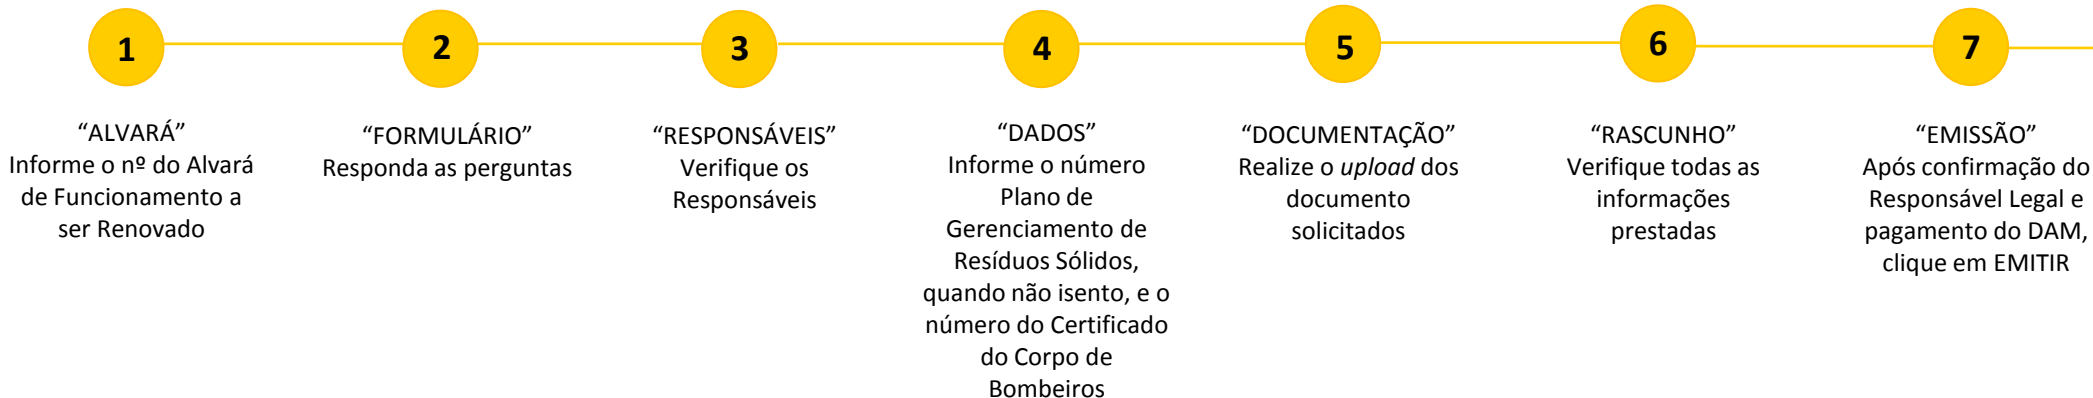 1
“ALVARÁ”
Informe o nº do Alvará
de Funcionamento a
ser Renovado
2
“FORMULÁRIO”
Responda as perguntas
3
“RESPONSÁVEIS”
Verifique os
Responsáveis
4
“DADOS”
Informe o número
Plano de
Gerenciamento de
Resíduos Sólidos,
quando não isento, e o
número do Certificado
do Corpo de
Bombeiros
5
“DOCUMENTAÇÃO”
Realize o upload dos
documento
solicitados
6
“RASCUNHO”
Verifique todas as
informações
prestadas
7
“EMISSÃO”
Após confirmação do
Responsável Legal e
pagamento do DAM,
clique em EMITIR